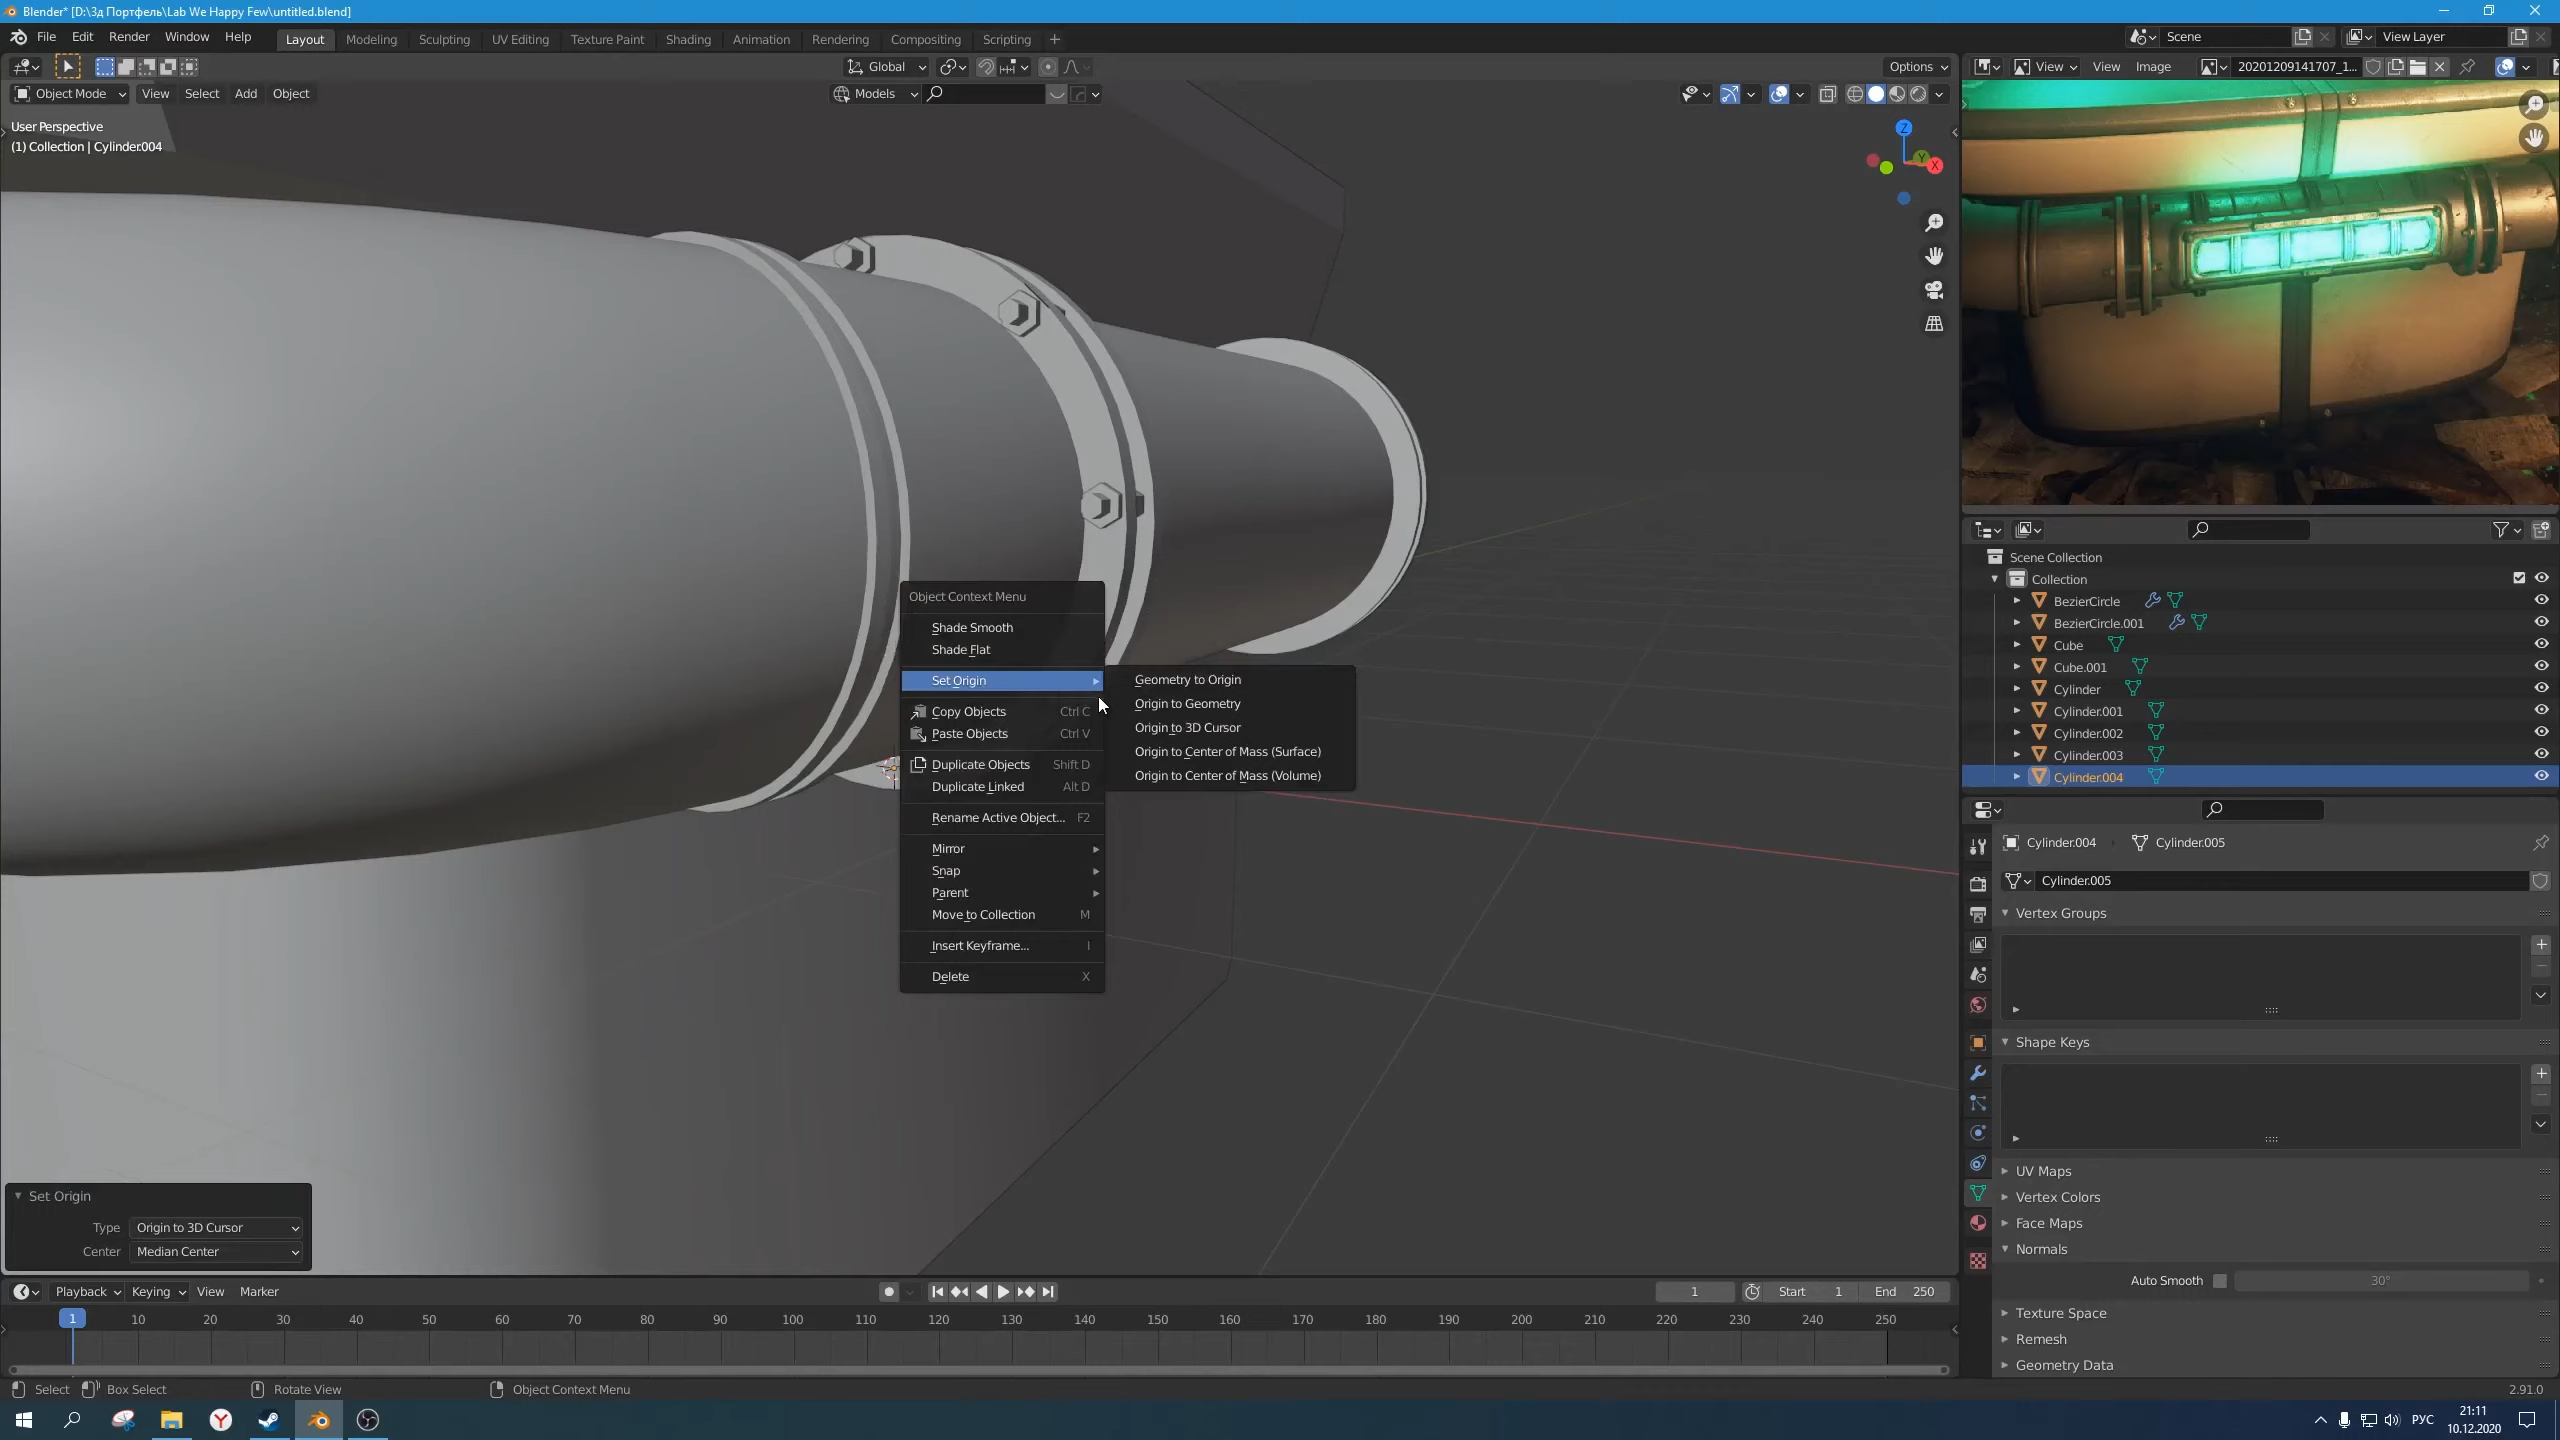 Blender* [D:\3д Портфель\Lab We Happy Few\untitled.blend]
File Edit Render Window Help
Layout Modeling Sculpting UV Editing Texture Paint Shading Animation Rendering Compositing Scripting
Scene
View Layer
Global
Options
View View Image 20201209141707_1...
Object Mode View Select Add Object
Models
User Perspective
(1) Collection | Cylinder.004
Z
Y
X
Object Context Menu
Shade Smooth
Shade Flat
Set Origin
Copy Objects Ctrl C
Paste Objects Ctrl V
Duplicate Objects Shift D
Duplicate Linked Alt D
Rename Active Object... F2
Mirror
Snap
Parent
Move to Collection M
Insert Keyframe... I
Delete X
Geometry to Origin
Origin to Geometry
Origin to 3D Cursor
Origin to Center of Mass (Surface)
Origin to Center of Mass (Volume)
Scene Collection
Collection
BezierCircle
BezierCircle.001
Cube
Cube.001
Cylinder
Cylinder.001
Cylinder.002
Cylinder.003
Cylinder.004
Cylinder.004 Cylinder.005
Cylinder.005
Vertex Groups
Shape Keys
UV Maps
Vertex Colors
Face Maps
Normals
Auto Smooth 30°
Texture Space
Remesh
Geometry Data
Set Origin
Type Origin to 3D Cursor
Center Median Center
Playback Keying View Marker
1 Start 1 End 250
1 10 20 30 40 50 60 70 80 90 100 110 120 130 140 150 160 170 180 190 200 210 220 230 240 250
Select Box Select Rotate View Object Context Menu
2.91.0
РУС
21:11
10.12.2020